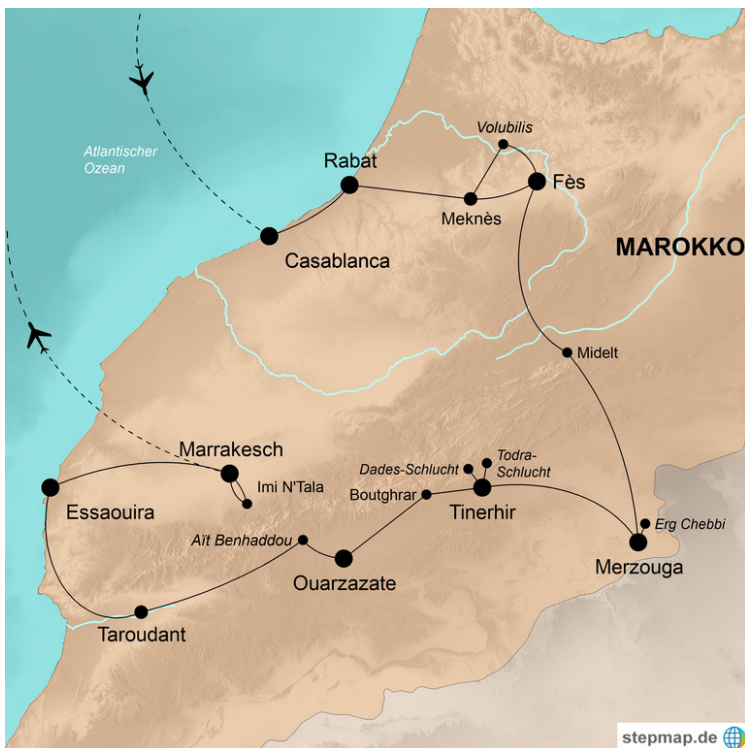 Atlantischer
Ozean
Volubilis
Rabat
Fès
Meknès
Casablanca
MAROKKO
Midelt
Marrakesch
Imi N'Tala
Essaouira
Dades-Schlucht
Todra-
Schlucht
Boutghrar
Tinerhir
Aït Benhaddou
Ouarzazate
Erg Chebbi
Merzouga
Taroudant
stepmap.de